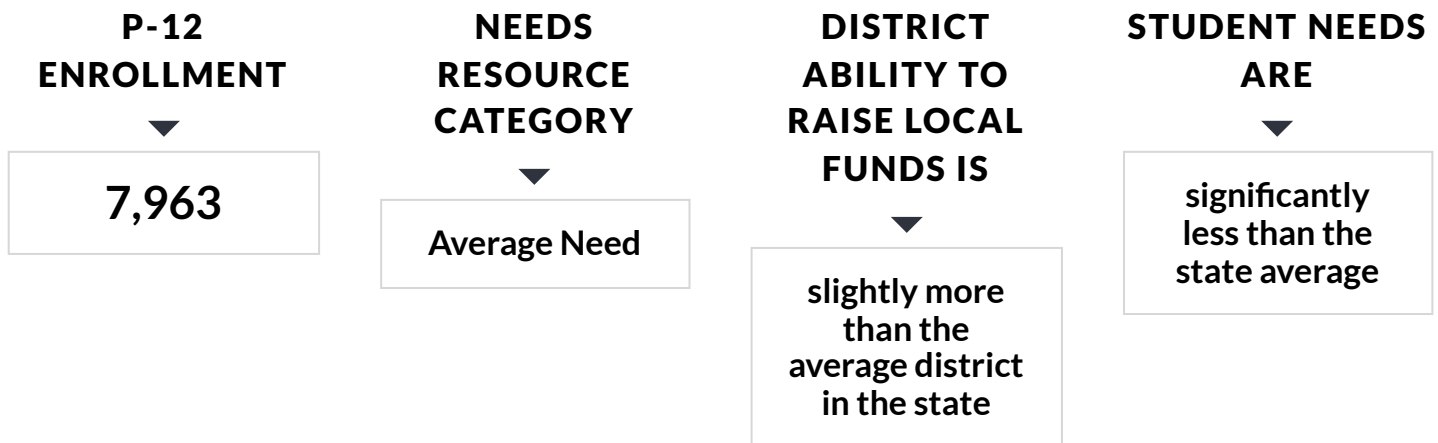 P-12
ENROLLMENT
7,963
NEEDS
RESOURCE
CATEGORY
Average Need
DISTRICT
ABILITY TO
RAISE LOCAL
FUNDS IS
slightly more
than the
average district
in the state
STUDENT NEEDS
ARE
significantly
less than the
state average